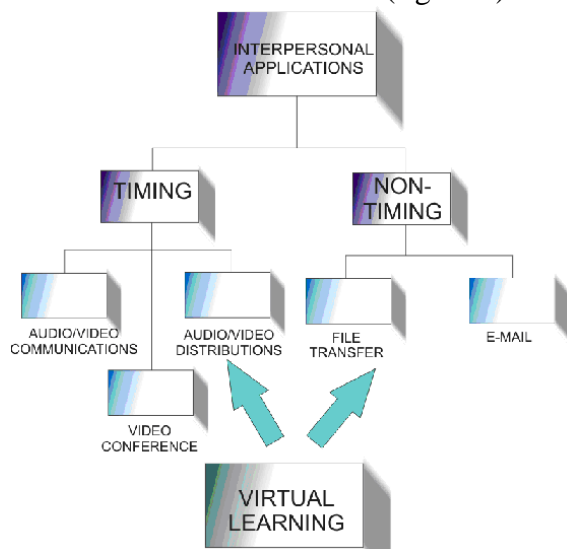 INTERPERSONAL
APPLICATIONS
TIMING
NON-
TIMING
AUDIO/VIDEO
COMMUNICATIONS
AUDIO/VIDEO
DISTRIBUTIONS
FILE
TRANSFER
E-MAIL
VIDEO
CONFERENCE
VIRTUAL
LEARNING